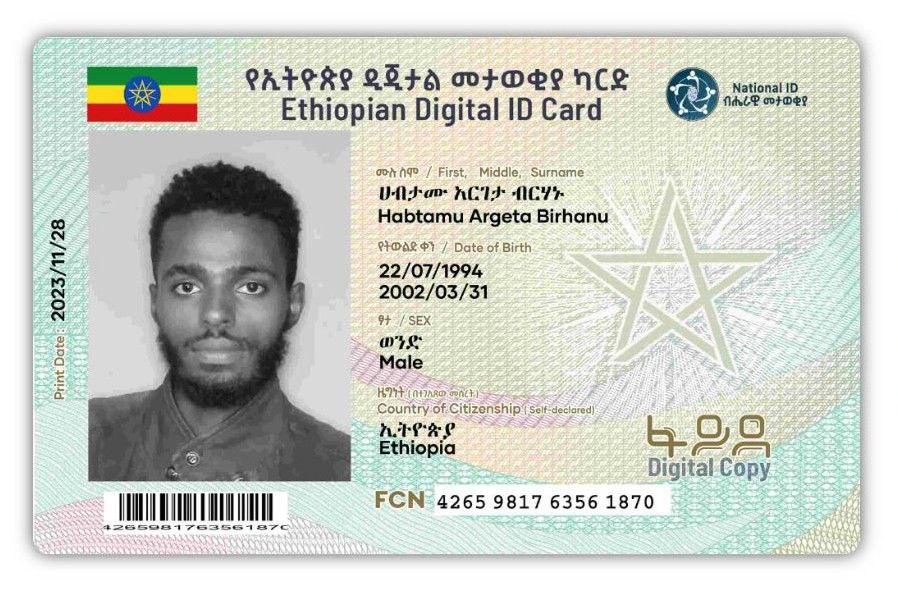 የኢትዮጵያ ዲጂታል መታወቂያ ካርድ
Ethiopian Digital ID Card
National ID
ብሔራዊ መታወቂያ
Print Date: 2023/11/28
ሙሉ ስም / First, Middle, Surname
ሀብታሙ አርገታ ብርሃኑ
Habtamu Argeta Birhanu
የትውልድ ቀን / Date of Birth
22/07/1994
2002/03/31
ፆታ / SEX
ወንድ
Male
ዜግነት (በተገለጸው መሰረት)
Country of Citizenship (Self-declared)
ኢትዮጵያ
Ethiopia
ፋይዳ
Digital Copy
FCN 4265 9817 6356 1870
4265981763561870